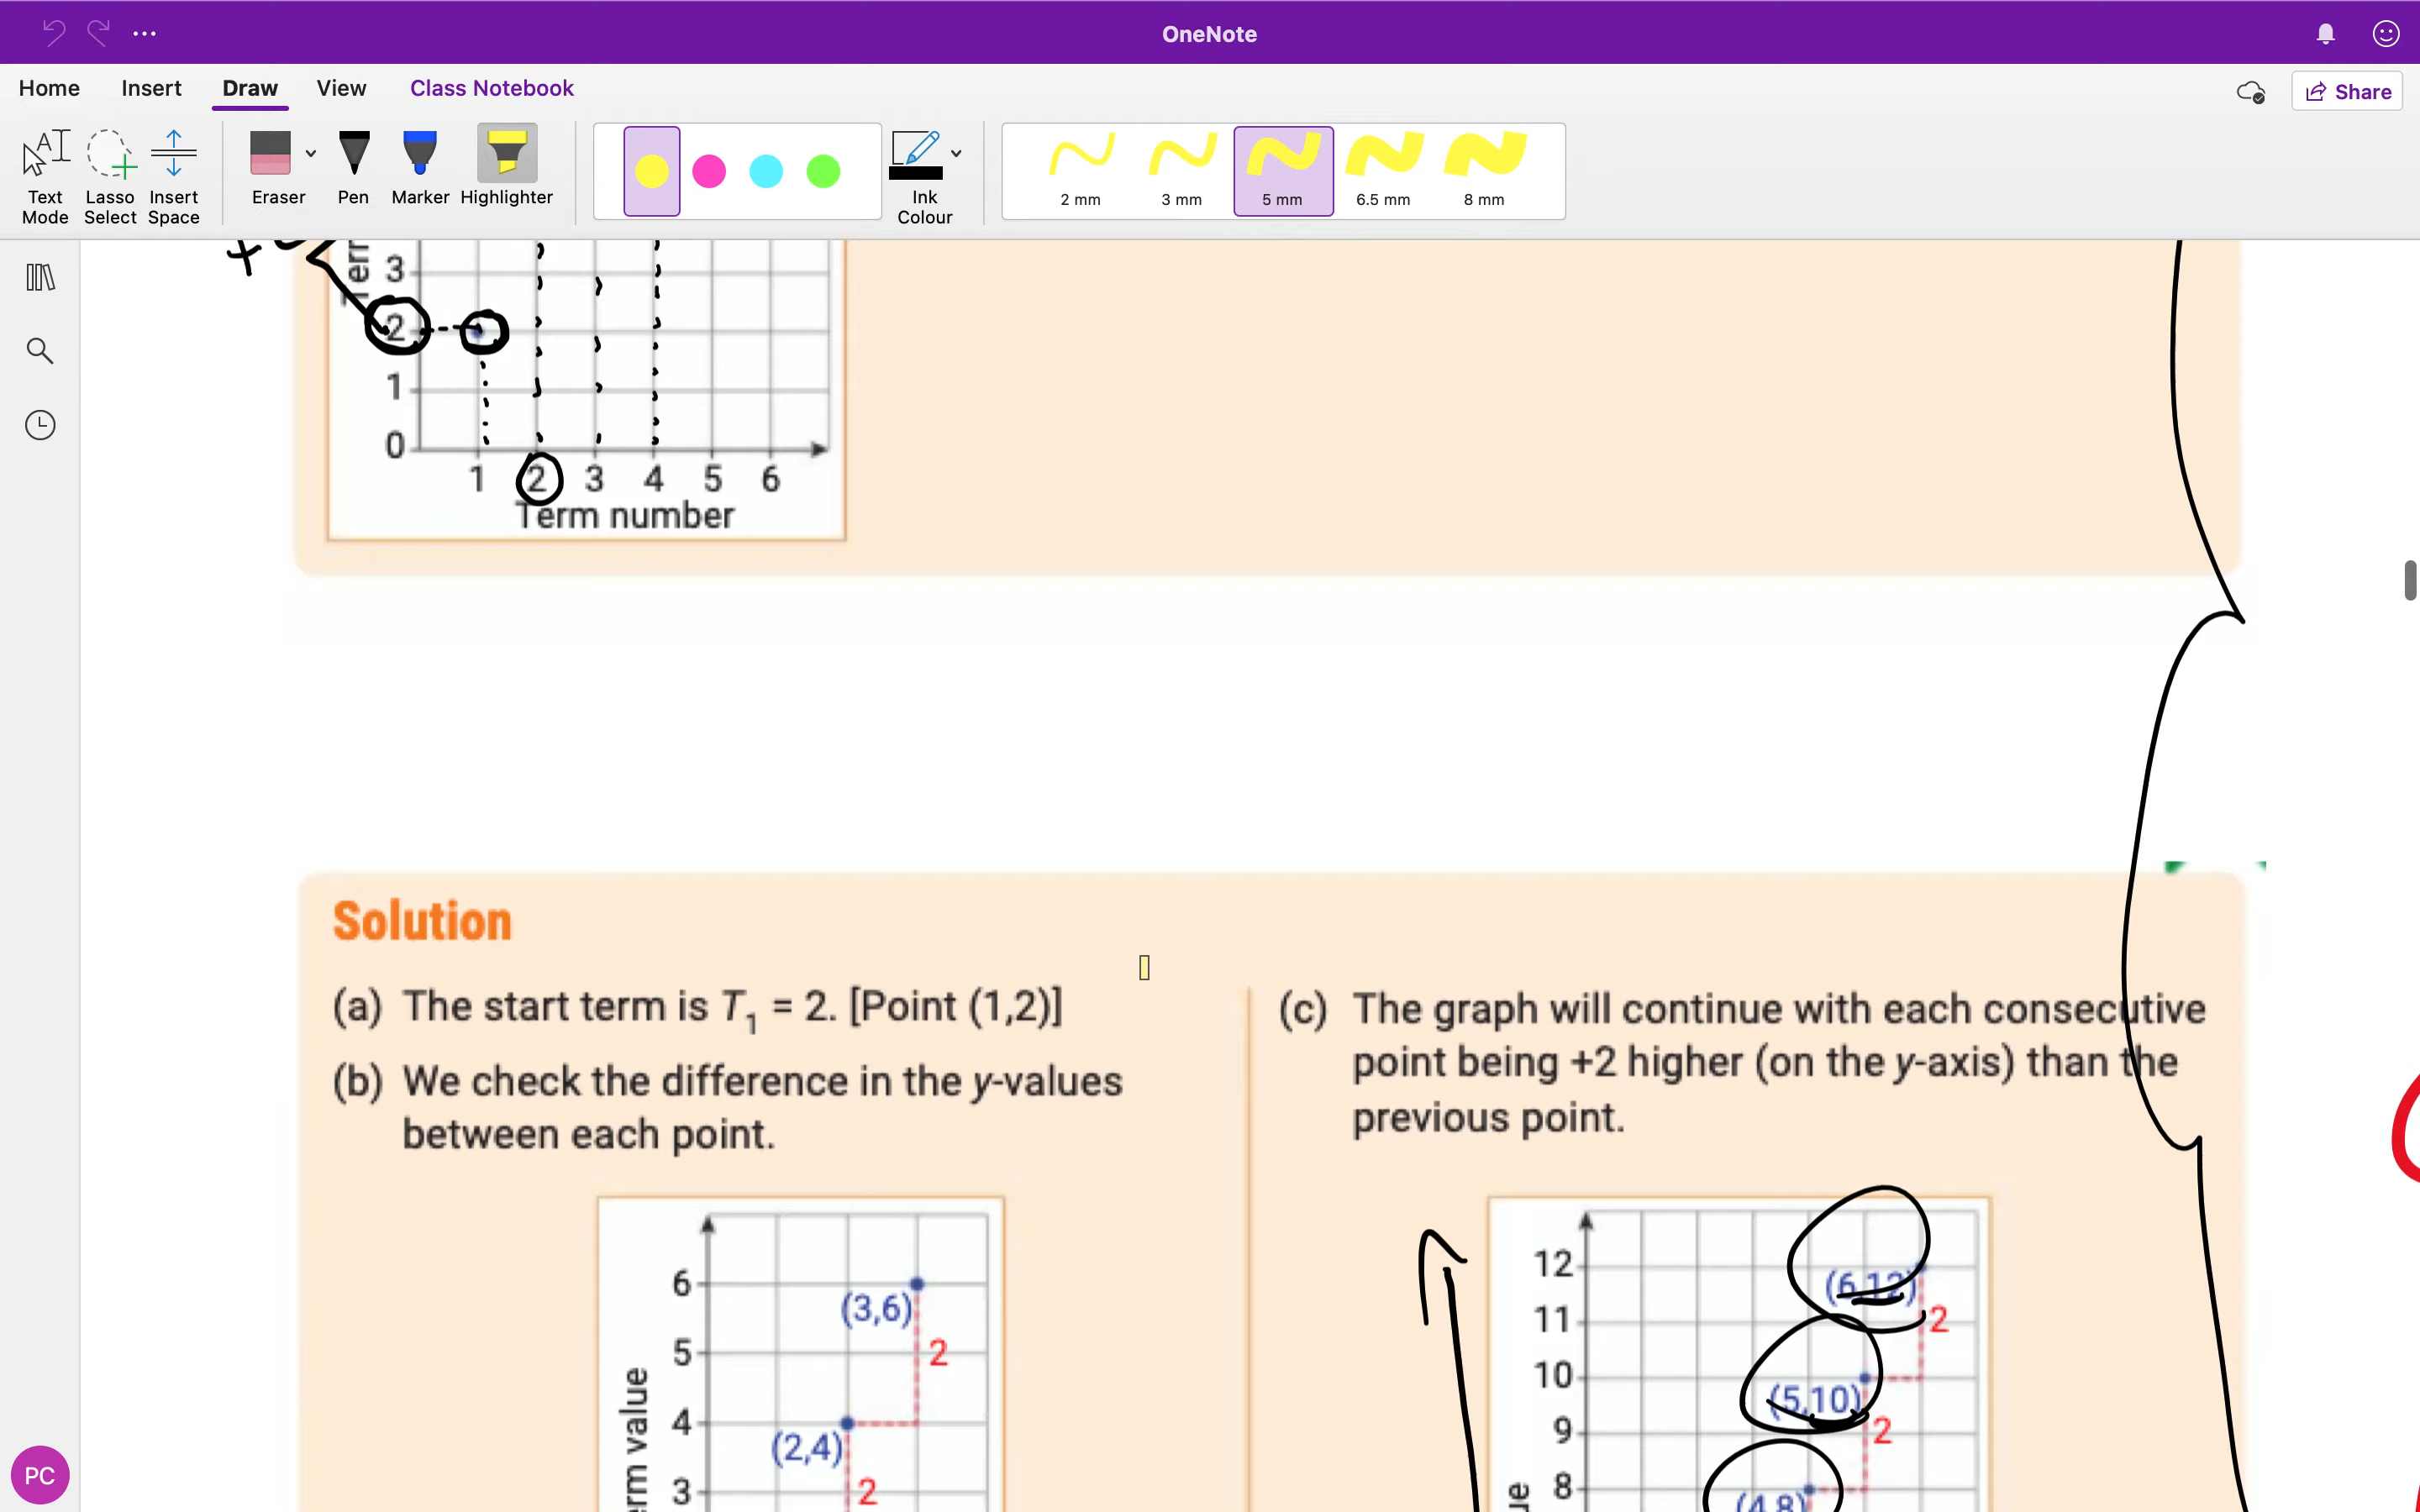 OneNote
Home Insert Draw View Class Notebook Share
Text Mode
Lasso Select
Insert Space
Eraser
Pen
Marker
Highlighter
Ink Colour
2 mm
3 mm
5 mm
6.5 mm
8 mm
+
3
2
1
0
1 2 3 4 5 6
Term number
Solution
(a) The start term is T₁ = 2. [Point (1,2)]
(b) We check the difference in the y-values
between each point.
6
(3,6)
5
2
4
(2,4)
3
2
(c) The graph will continue with each consecutive
point being +2 higher (on the y-axis) than the
previous point.
12
(6,12)
11
2
10
(5,10)
9
2
8
(4,8)
PC